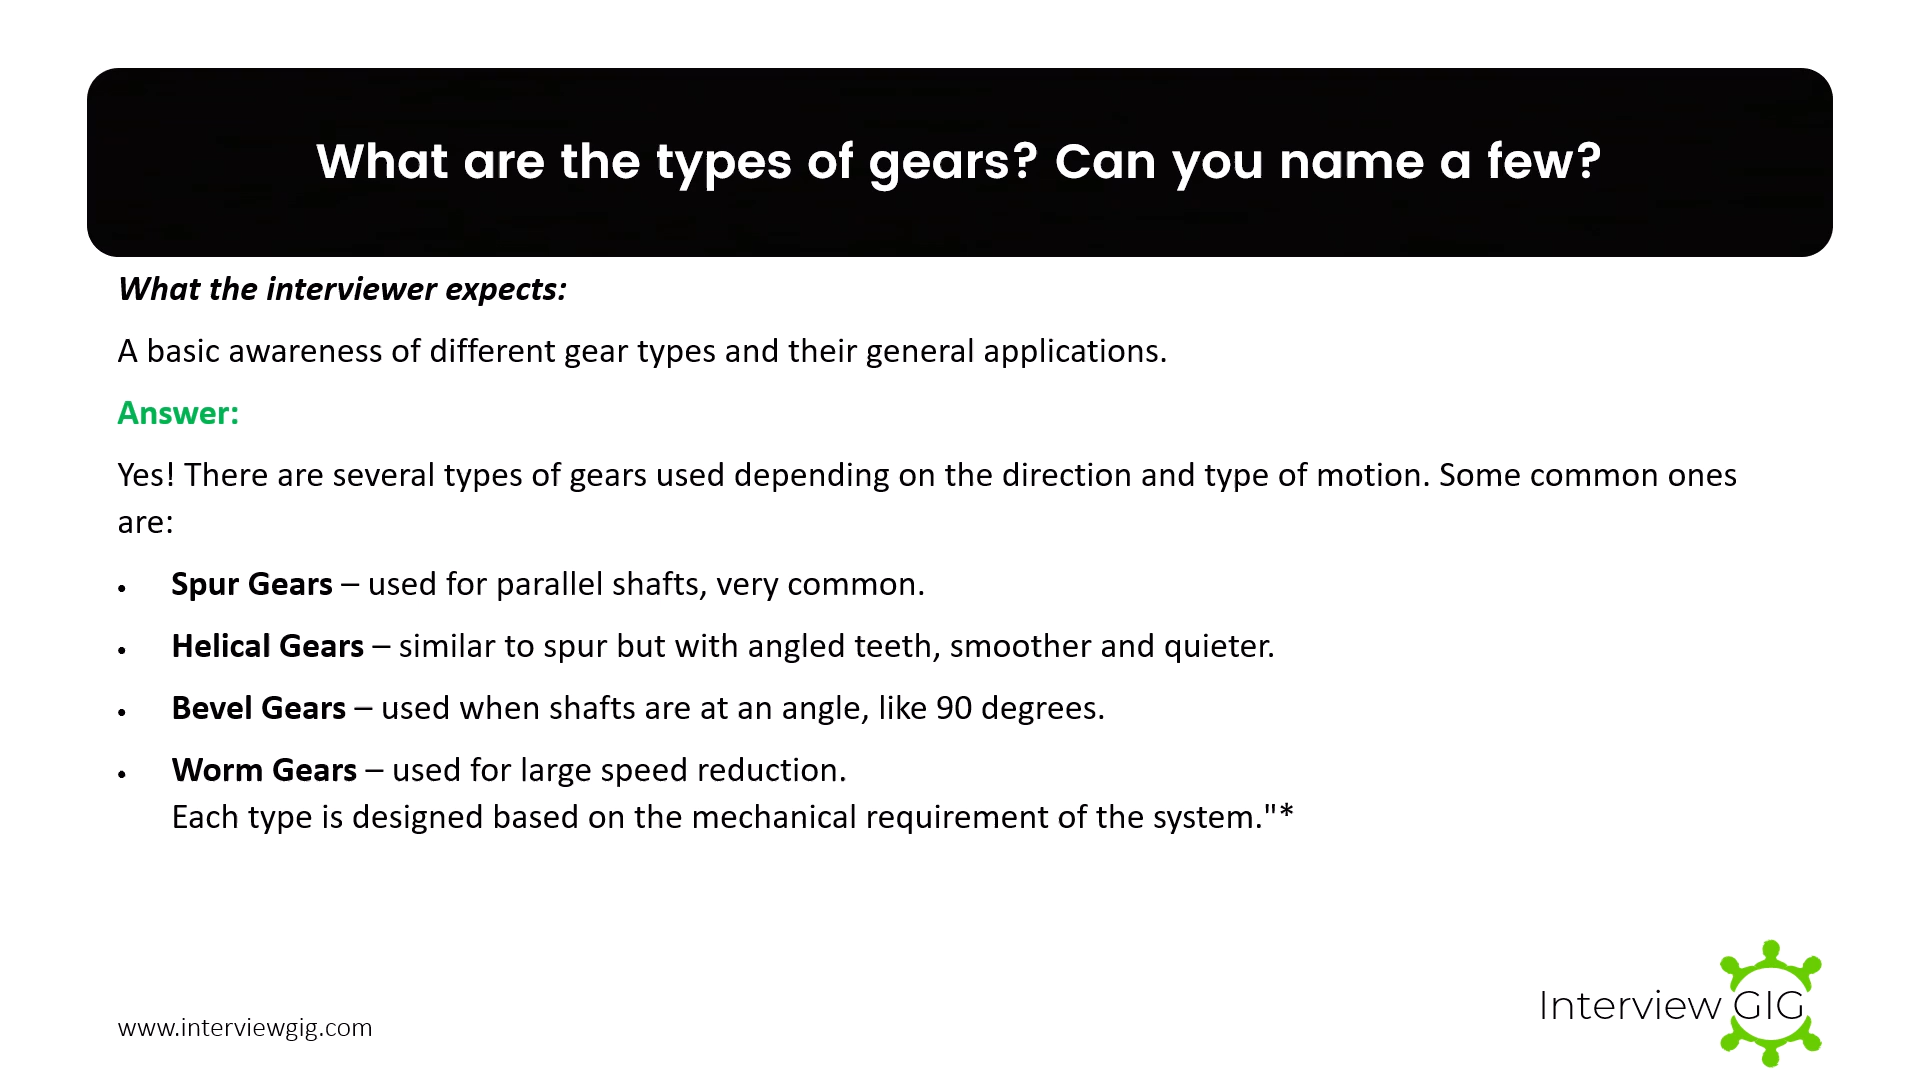 What are the types of gears? Can you name a few?
What the interviewer expects:
A basic awareness of different gear types and their general applications.
Answer:
Yes! There are several types of gears used depending on the direction and type of motion. Some common ones
are:
• Spur Gears – used for parallel shafts, very common.
• Helical Gears – similar to spur but with angled teeth, smoother and quieter.
• Bevel Gears – used when shafts are at an angle, like 90 degrees.
• Worm Gears – used for large speed reduction.
Each type is designed based on the mechanical requirement of the system."*
Interview GIG
www.interviewgig.com